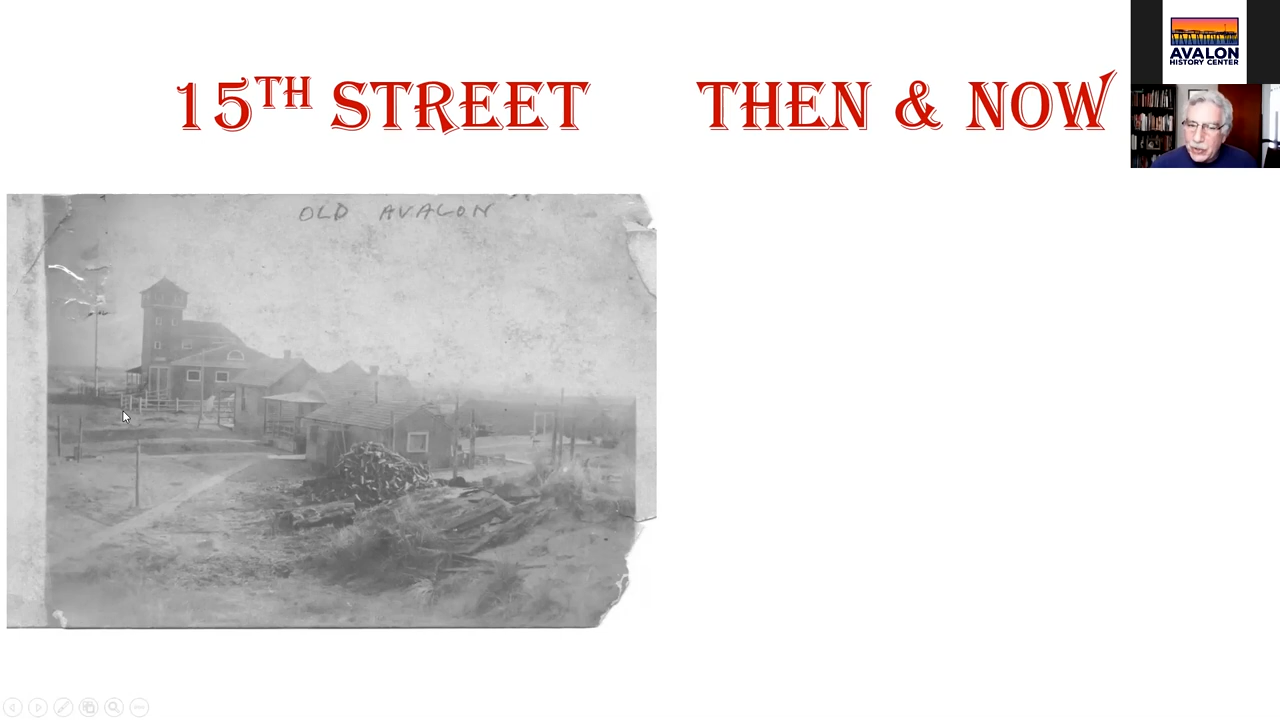 15TH STREET THEN & NOW
AVALON
HISTORY CENTER
OLD AVALON